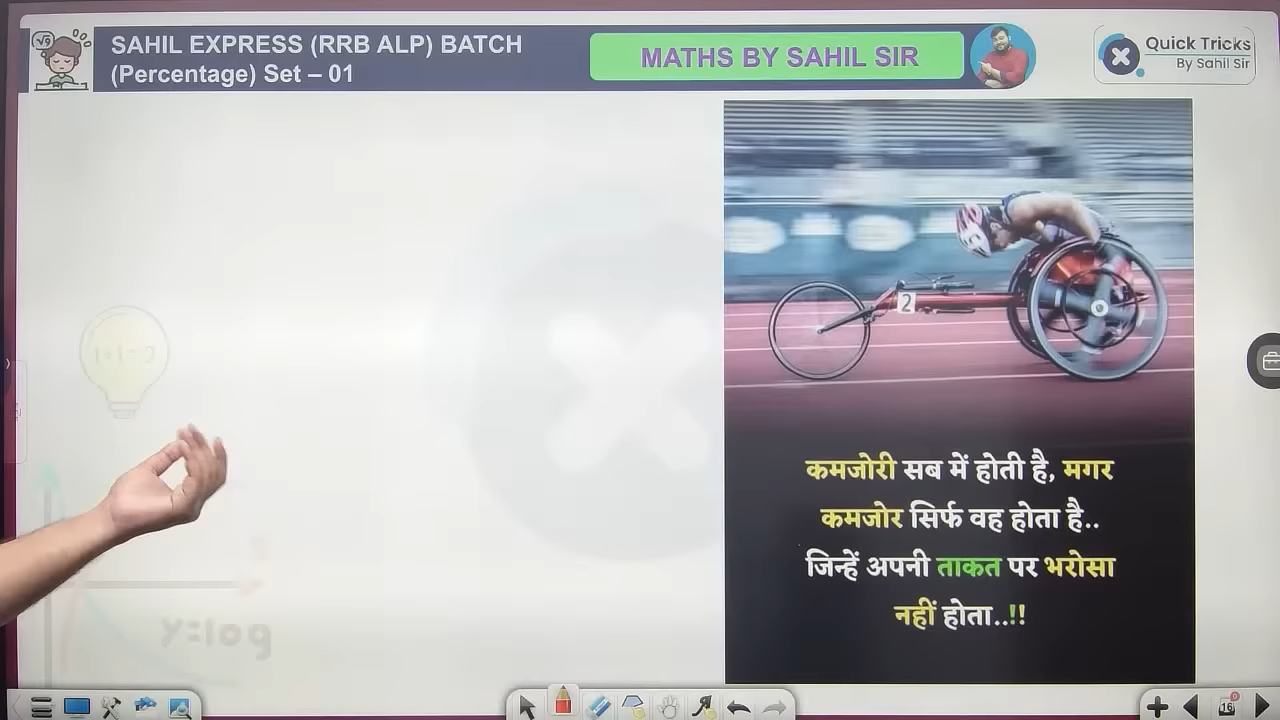 √9
SAHIL EXPRESS (RRB ALP) BATCH
(Percentage) Set – 01
MATHS BY SAHIL SIR
Quick Tricks
By Sahil Sir
2
कमजोरी सब में होती है, मगर
कमजोर सिर्फ वह होता है..
जिन्हें अपनी ताकत पर भरोसा
नहीं होता..!!
y=log
16